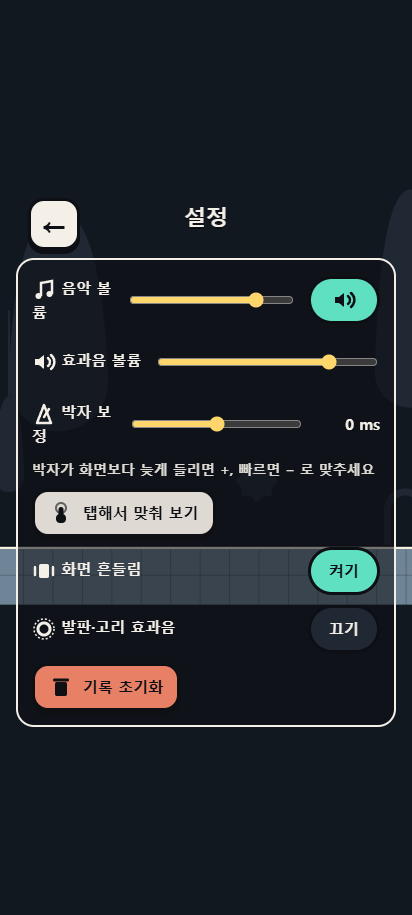 ←
설정
음악 볼
륨
효과음 볼륨
박자 보
정
0 ms
박자가 화면보다 늦게 들리면 +, 빠르면 − 로 맞추세요
탭해서 맞춰 보기
화면 흔들림
켜기
발판·고리 효과음
끄기
기록 초기화